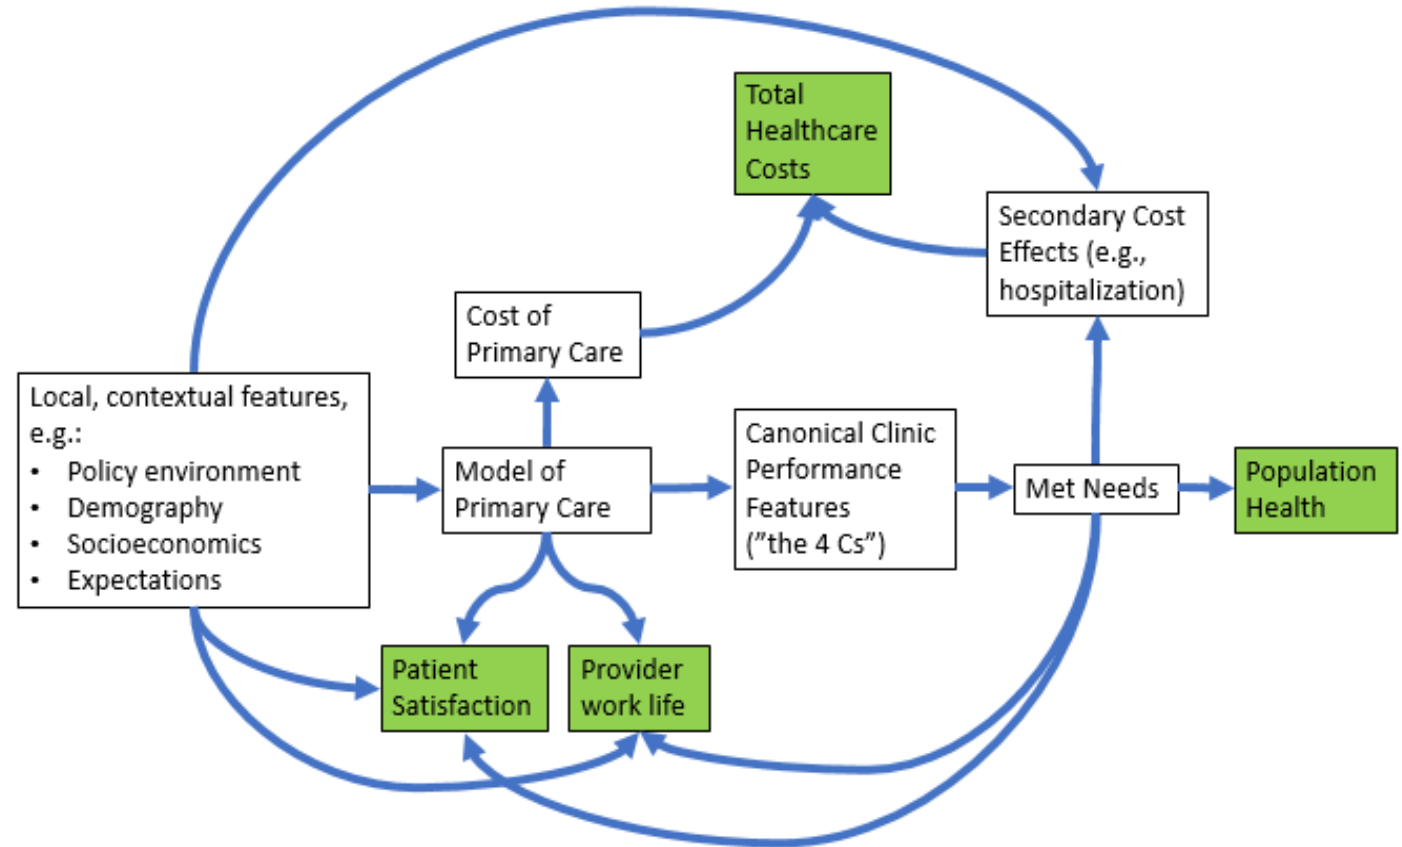 Total
Healthcare
Costs
Secondary Cost
Effects (e.g.,
hospitalization)
Cost of
Primary Care
Local, contextual features,
e.g.:
• Policy environment
• Demography
• Socioeconomics
• Expectations
Model of
Primary Care
Canonical Clinic
Performance
Features
(”the 4 Cs”)
Met Needs
Population
Health
Patient
Satisfaction
Provider
work life